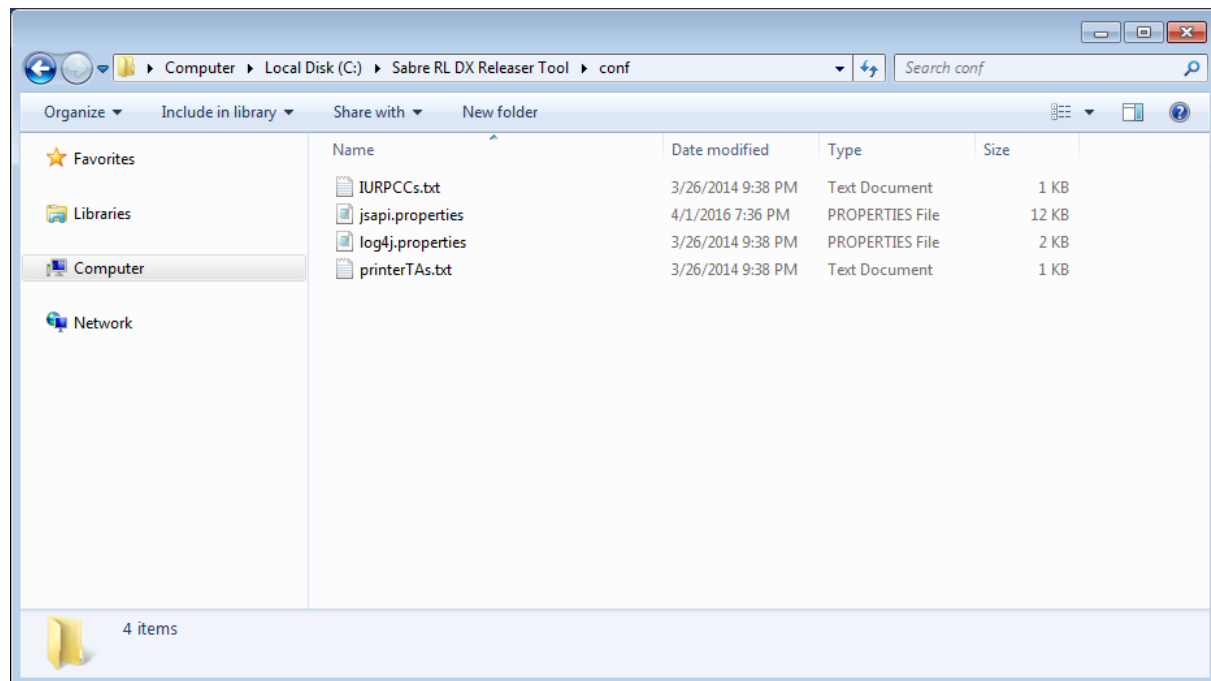 Computer Local Disk (C:) Sabre RL DX Releaser Tool conf Search conf
Organize Include in library Share with New folder
Name Date modified Type Size
Favorites
Libraries
Computer
Network
IURPCCs.txt 3/26/2014 9:38 PM Text Document 1 KB
jsapi.properties 4/1/2016 7:36 PM PROPERTIES File 12 KB
log4j.properties 3/26/2014 9:38 PM PROPERTIES File 2 KB
printerTAs.txt 3/26/2014 9:38 PM Text Document 1 KB
4 items